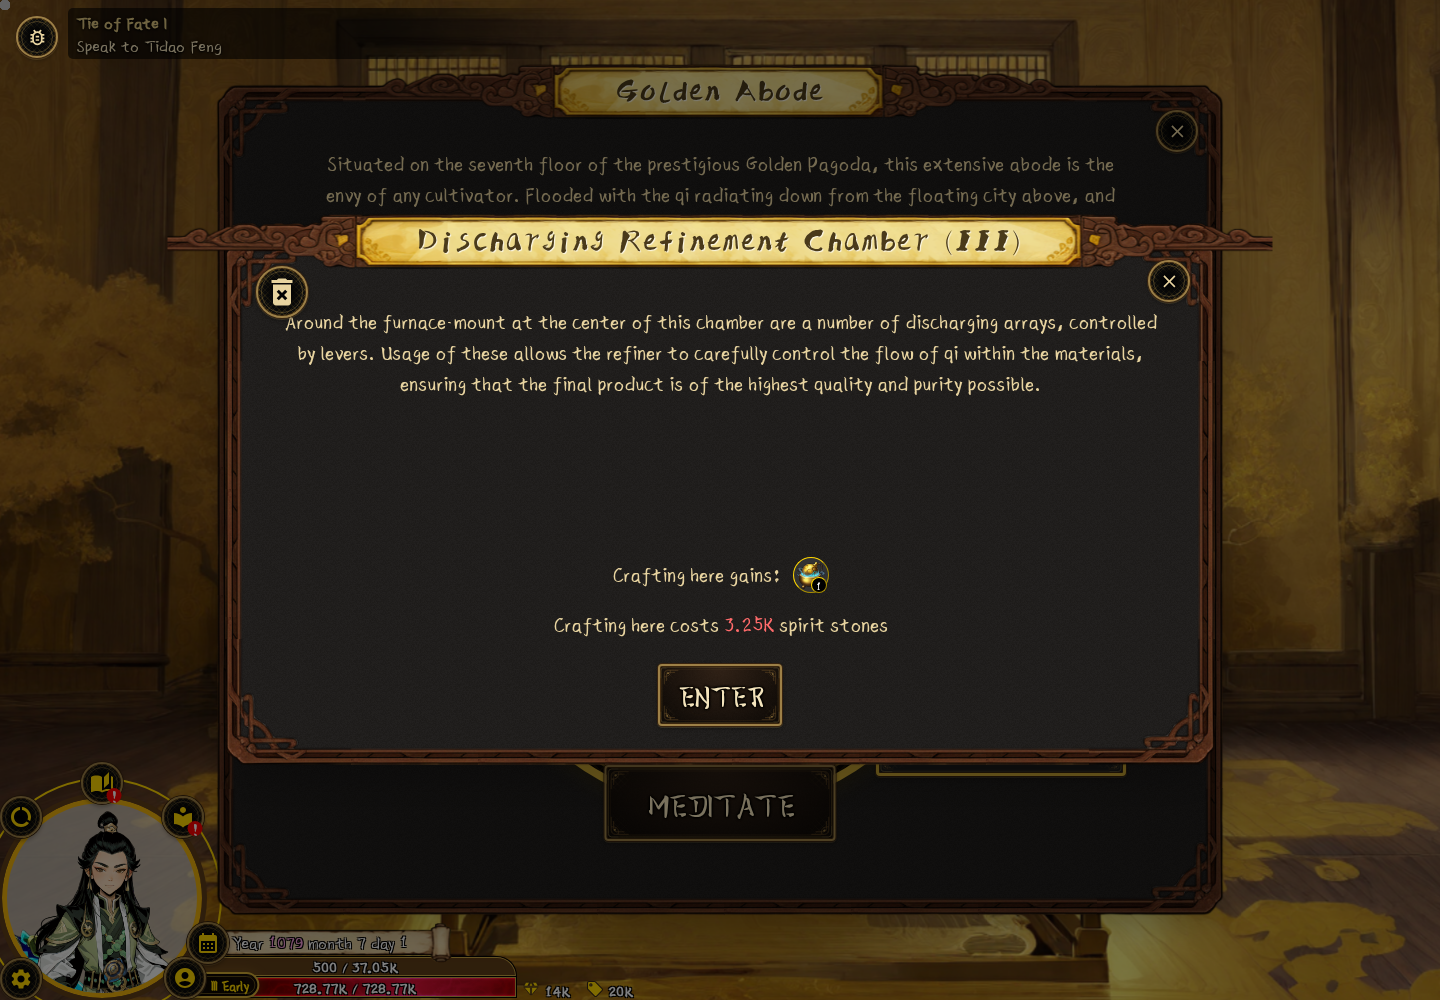 Tie of Fate I
Speak to Tidao Feng
Golden Abode
Situated on the seventh floor of the prestigious Golden Pagoda, this extensive abode is the
envy of any cultivator. Flooded with the qi radiating down from the floating city above, and
Discharging Refinement Chamber (III)
Around the furnace-mount at the center of this chamber are a number of discharging arrays, controlled
by levers. Usage of these allows the refiner to carefully control the flow of qi within the materials,
ensuring that the final product is of the highest quality and purity possible.
Crafting here gains:
1
Crafting here costs 3.25K spirit stones
ENTER
MEDITATE
Year 1079 month 7 day 1
500 / 37.05K
III Early
728.77K / 728.77K
14K
20K